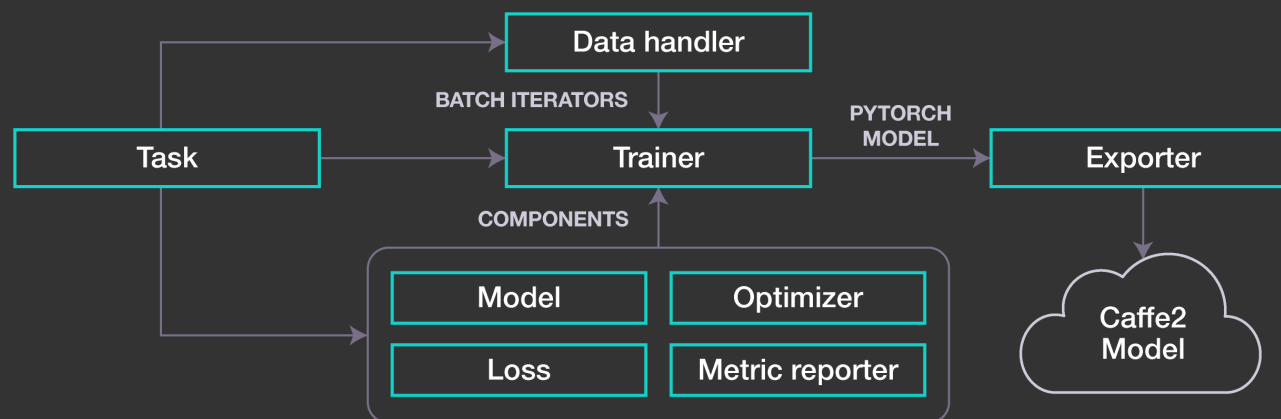 Data handler
BATCH ITERATORS
PYTORCH
MODEL
Task
Trainer
Exporter
COMPONENTS
Model
Optimizer
Loss
Metric reporter
Caffe2
Model